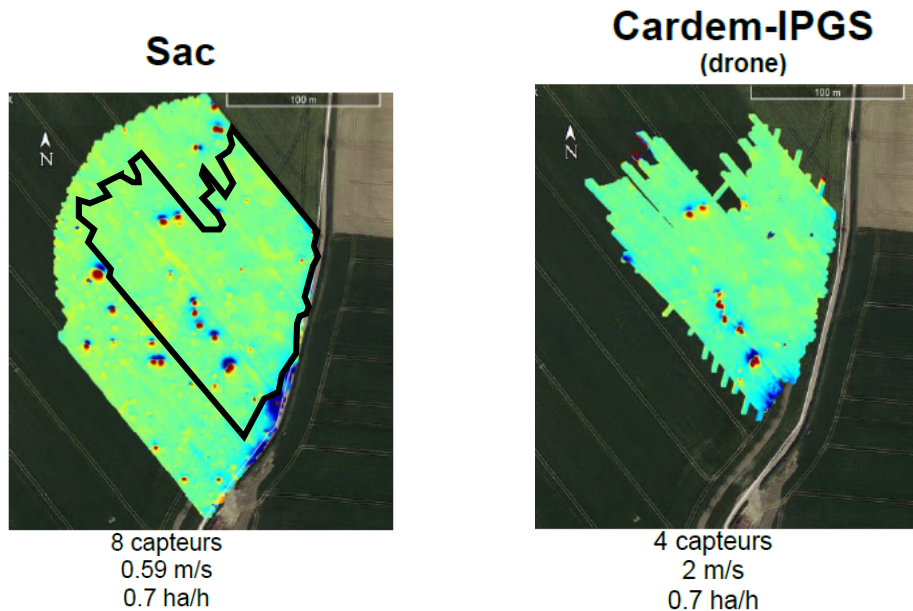 Sac
100 m
N
8 capteurs
0.59 m/s
0.7 ha/h
Cardem-IPGS
(drone)
100 m
N
4 capteurs
2 m/s
0.7 ha/h